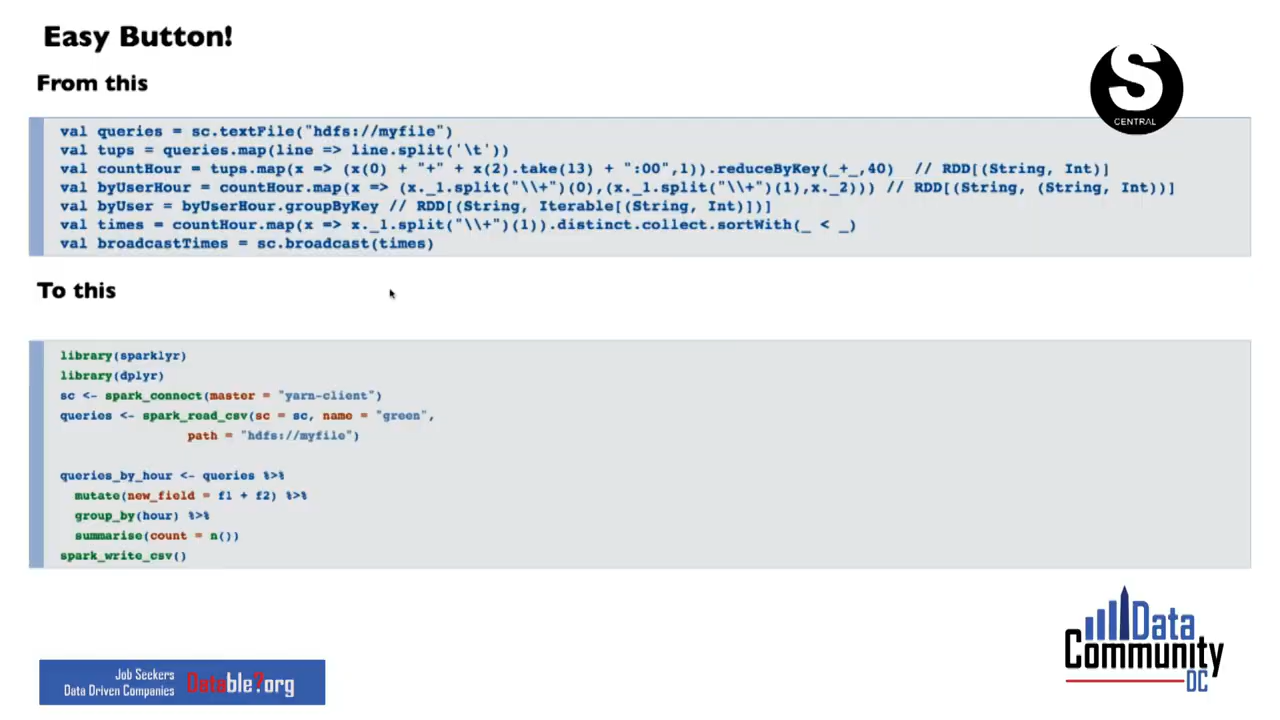 Easy Button!
From this
S
CENTRAL
val queries = sc.textFile("hdfs://myfile")
val tups = queries.map(line => line.split('\t'))
val countHour = tups.map(x => (x(0) + "+" + x(2).take(13) + ":00",1)).reduceByKey(_+_,40)  // RDD[(String, Int)]
val byUserHour = countHour.map(x => (x._1.split("\\+")(0),(x._1.split("\\+")(1),x._2))) // RDD[(String, (String, Int))]
val byUser = byUserHour.groupByKey // RDD[(String, Iterable[(String, Int)])]
val times = countHour.map(x => x._1.split("\\+")(1)).distinct.collect.sortWith(_ < _)
val broadcastTimes = sc.broadcast(times)
To this
library(sparklyr)
library(dplyr)
sc <- spark_connect(master = "yarn-client")
queries <- spark_read_csv(sc = sc, name = "green",
path = "hdfs://myfile")
queries_by_hour <- queries %>%
mutate(new_field = f1 + f2) %>%
group_by(hour) %>%
summarise(count = n())
spark_write_csv()
Data
Community
DC
Job Seekers
Data Driven Companies
Datable?org